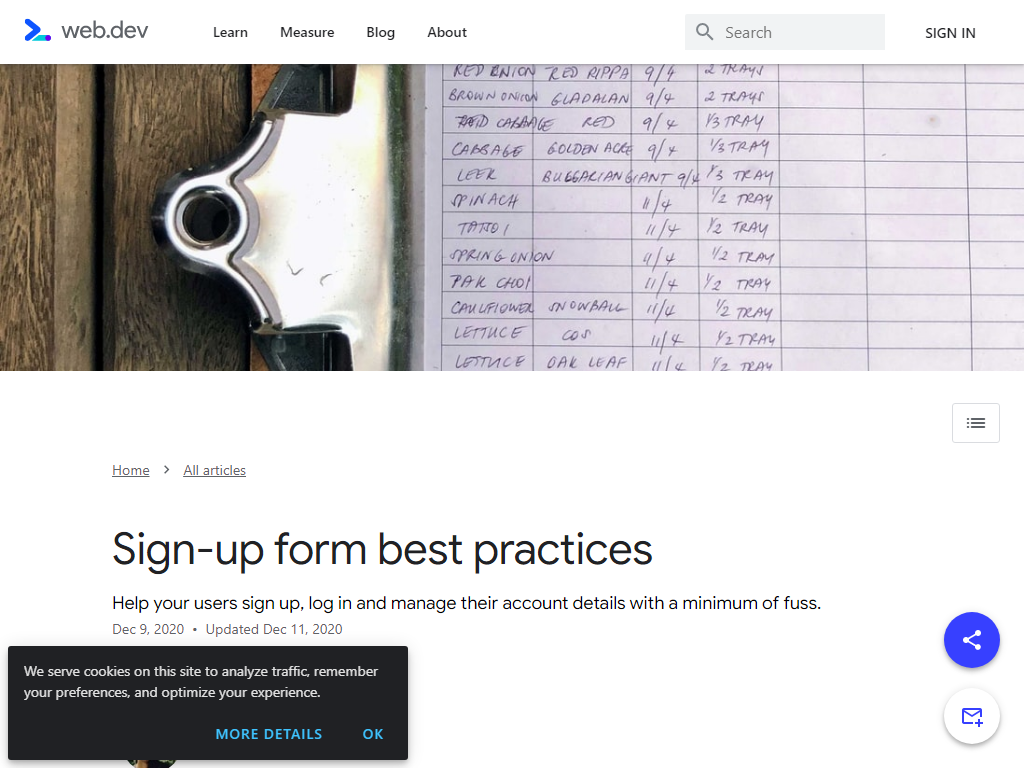 web.dev Learn Measure Blog About Search SIGN IN
RED ONION RED RIPPA 9/4 2 TRAYS
BROWN ONION GLADALAN 9/4 2 TRAYS
RED CABBAGE RED 9/4 1/3 TRAY
CABBAGE GOLDEN ACRE 9/4 1/3 TRAY
LEEK BULGARIAN GIANT 9/4 1/3 TRAY
SPINACH 11/4 1/2 TRAY
TATSOI 11/4 1/2 TRAY
SPRING ONION 11/4 1/2 TRAY
PAK CHOI 11/4 1/2 TRAY
CAULIFLOWER SNOWBALL 11/4 1/2 TRAY
LETTUCE COS 11/4 1/2 TRAY
LETTUCE OAK LEAF 11/4 1/2 TRAY
Home > All articles
Sign-up form best practices
Help your users sign up, log in and manage their account details with a minimum of fuss.
Dec 9, 2020 • Updated Dec 11, 2020
We serve cookies on this site to analyze traffic, remember
your preferences, and optimize your experience.
MORE DETAILS OK